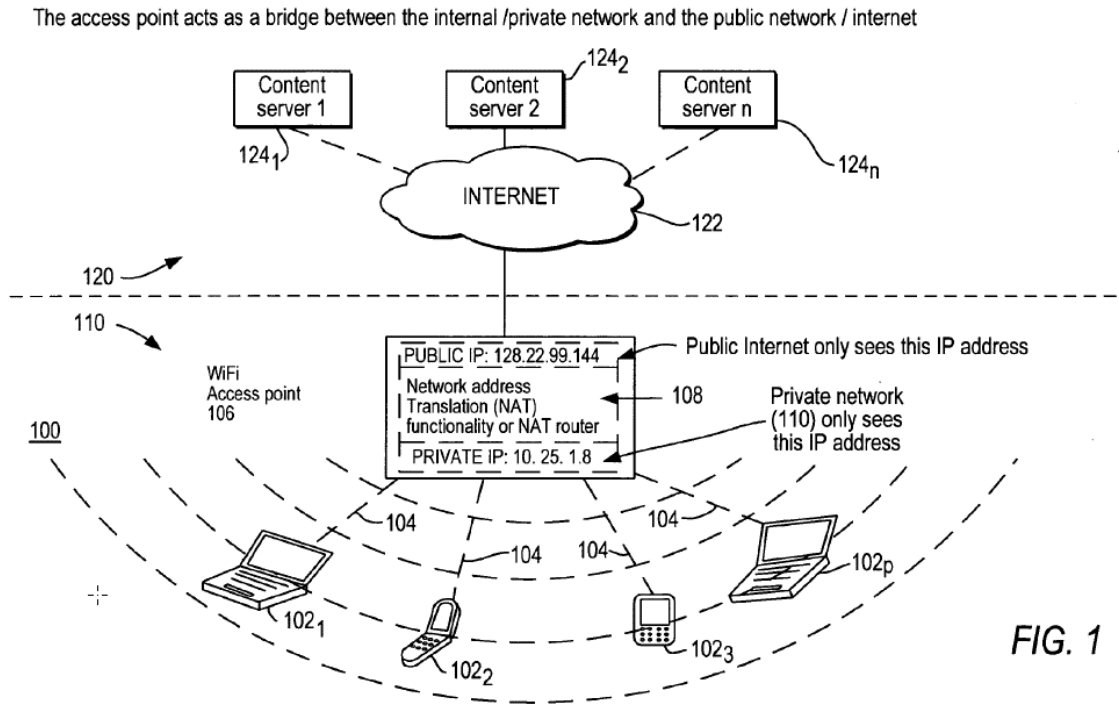 The access point acts as a bridge between the internal /private network and the public network / internet
Content
server 1
Content
server 2
Content
server n
124₁
124₂
124ₙ
INTERNET
122
120
110
PUBLIC IP: 128.22.99.144
Public Internet only sees this IP address
WiFi
Access point
106
Network address
Translation (NAT)
functionality or NAT router
108
Private network
(110) only sees
this IP address
100
PRIVATE IP: 10. 25. 1.8
104
104
104
104
102₁
102₂
102₃
102ₚ
FIG. 1